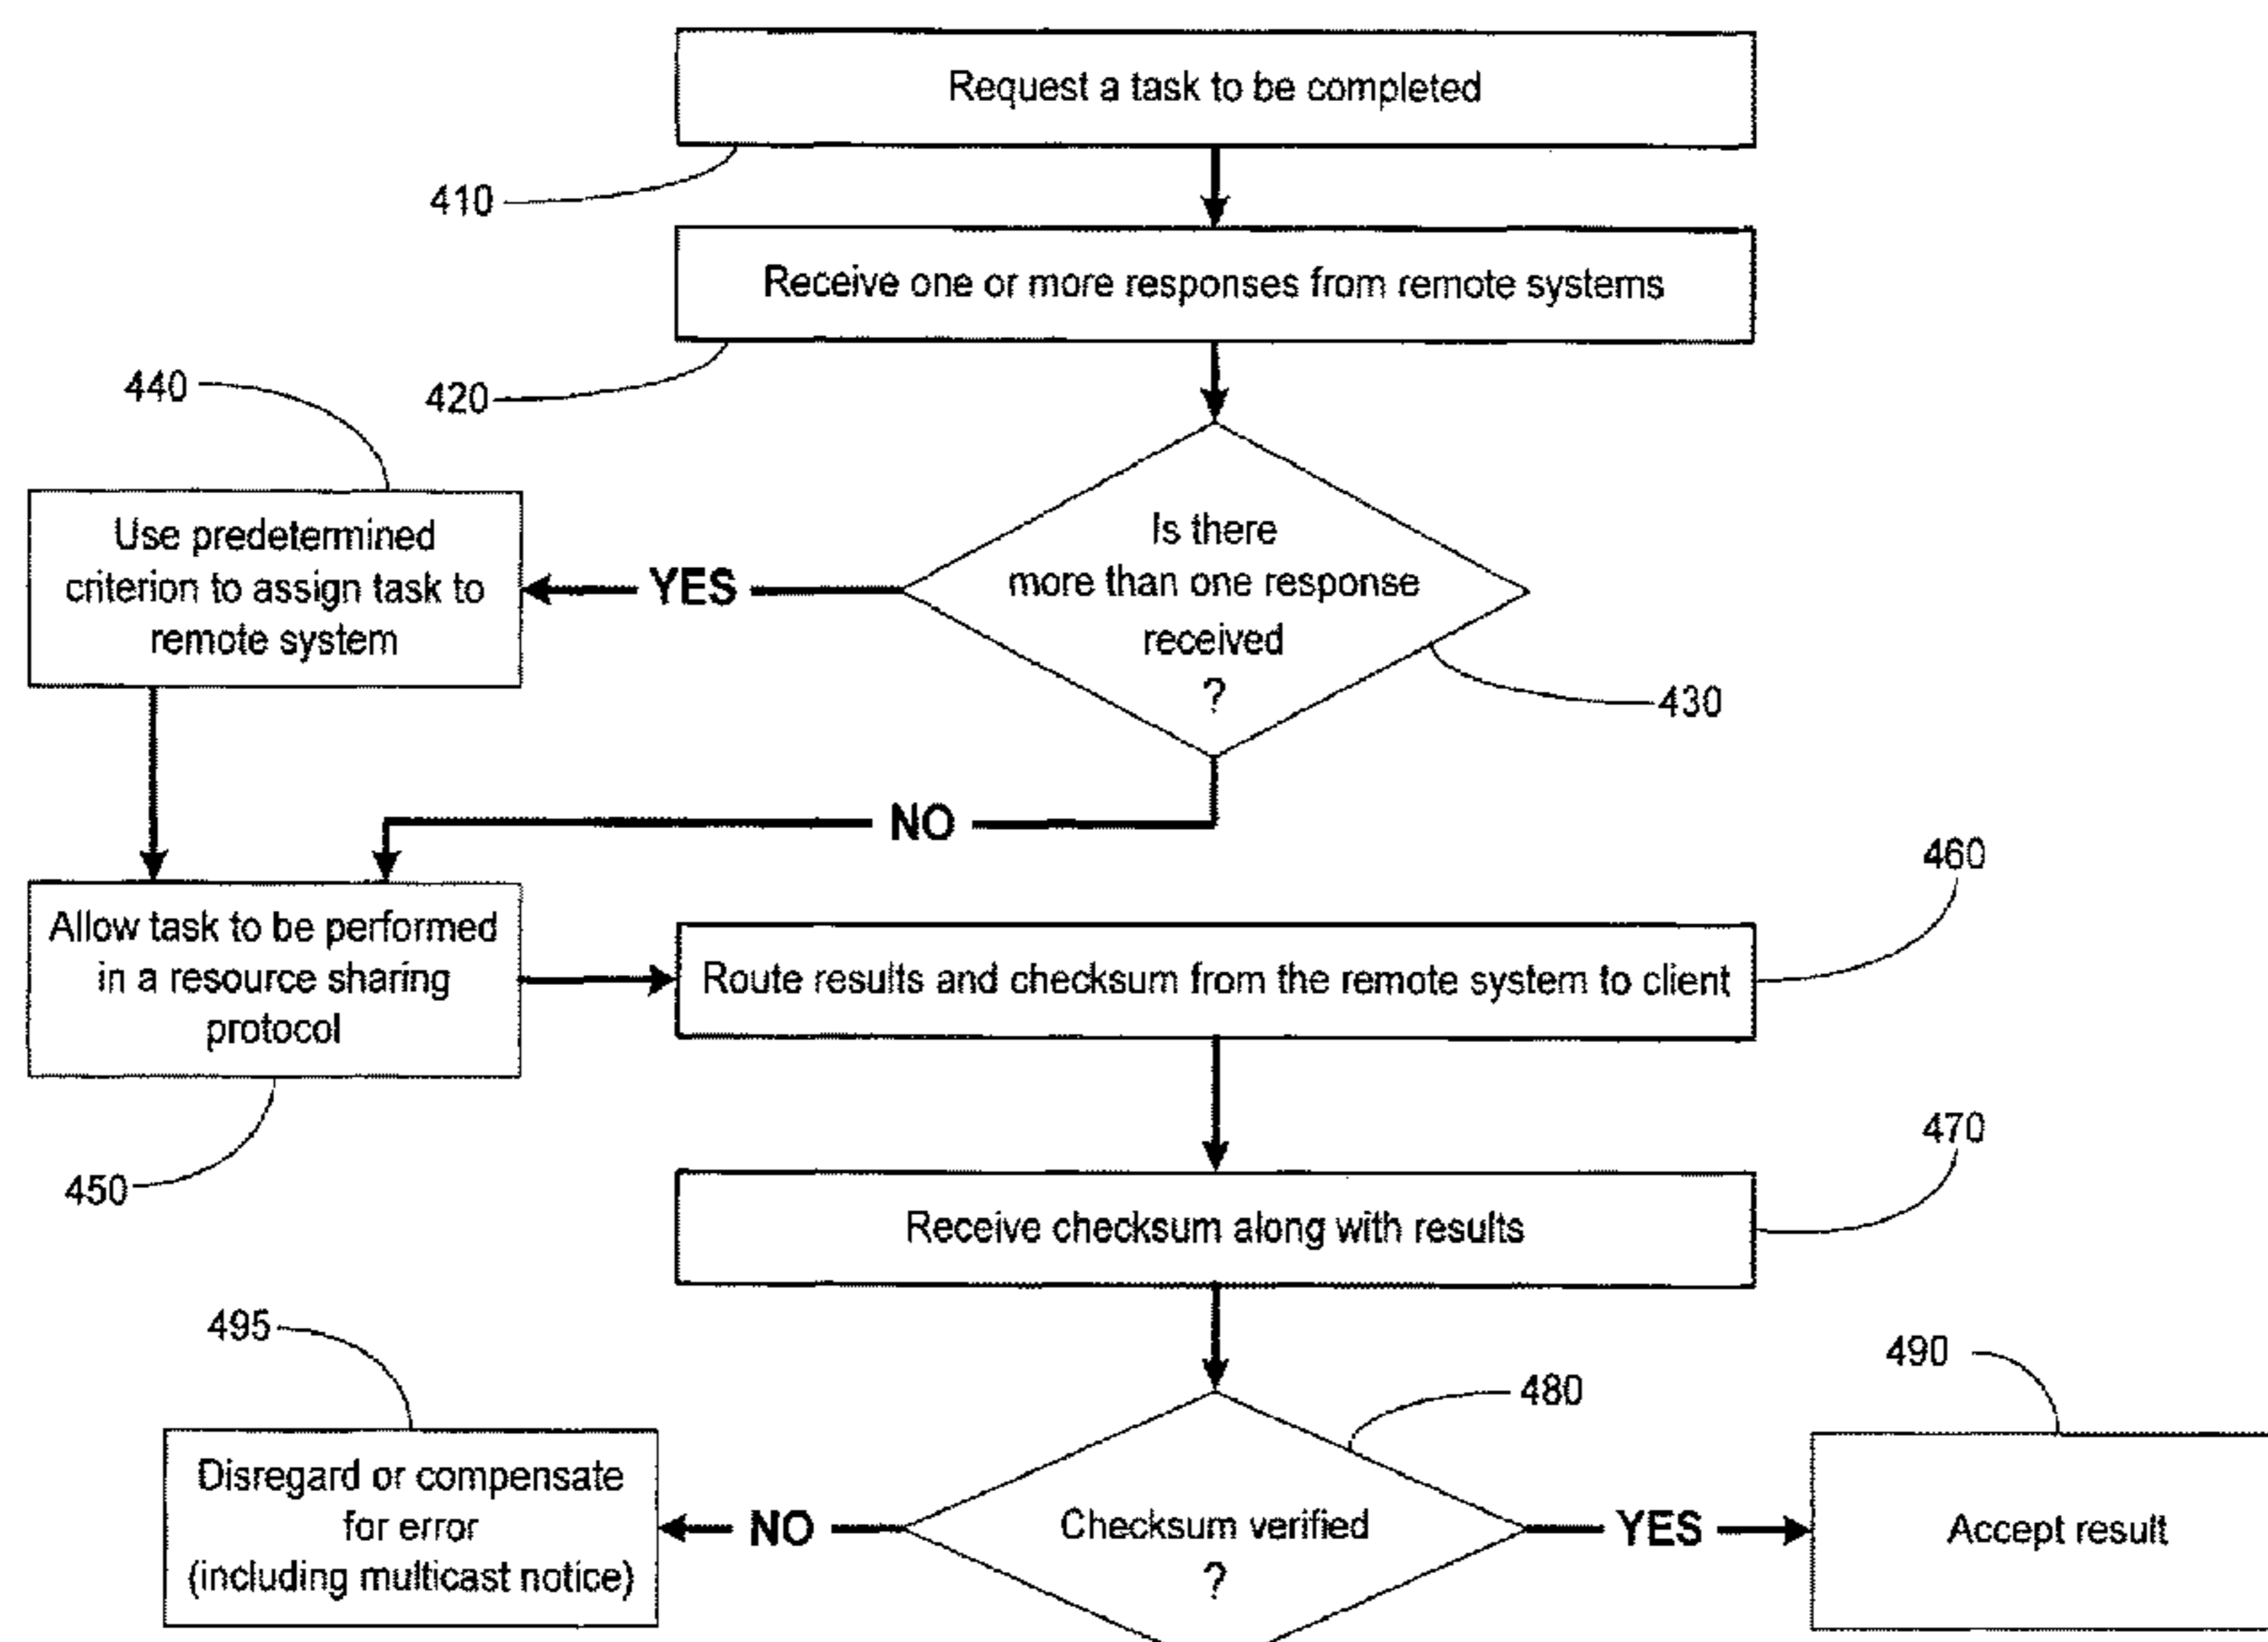 Request a task to be completed
410
Receive one or more responses from remote systems
420
440
Use predetermined
criterion to assign task to
remote system
YES
Is there
more than one response
received
?
430
NO
Allow task to be performed
in a resource sharing
protocol
450
460
Route results and checksum from the remote system to client
470
Receive checksum along with results
495
Disregard or compensate
for error
(including multicast notice)
NO
480
Checksum verified
?
YES
490
Accept result